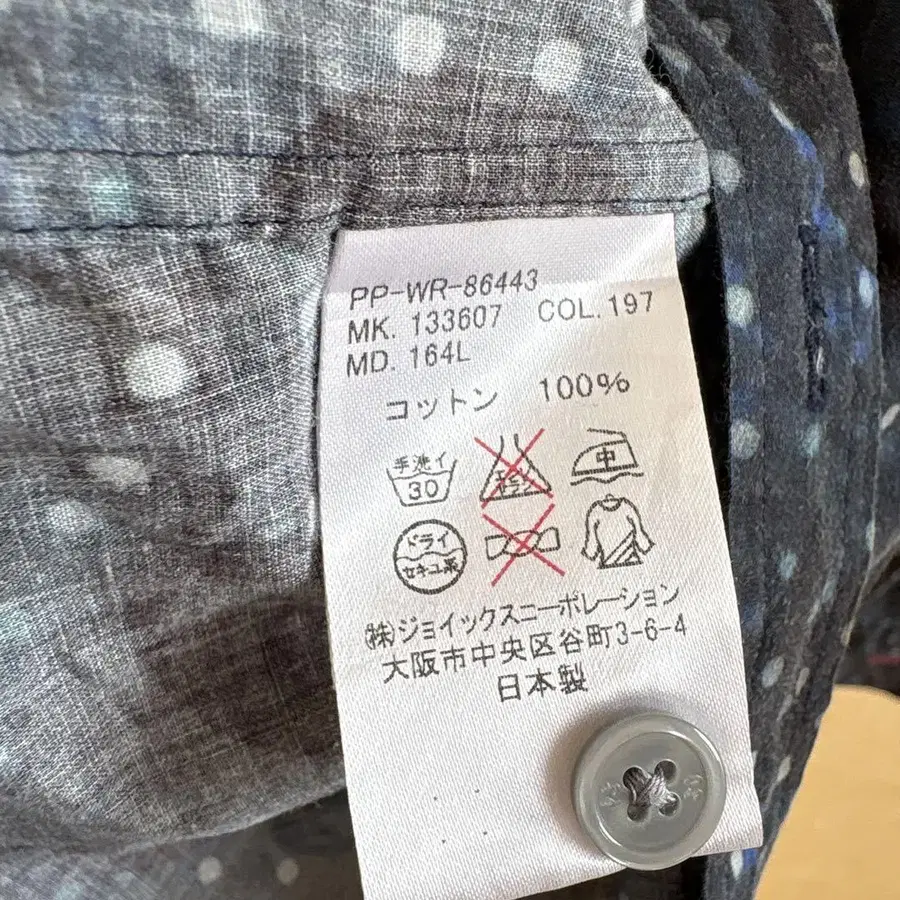 PP-WR-86443
MK. 133607 COL. 197
MD. 164L
コットン 100%
手洗イ
30
中
ドライ
セキユ系
(株)ジョイックスコーポレーション
大阪市中央区谷町3-6-4
日本製